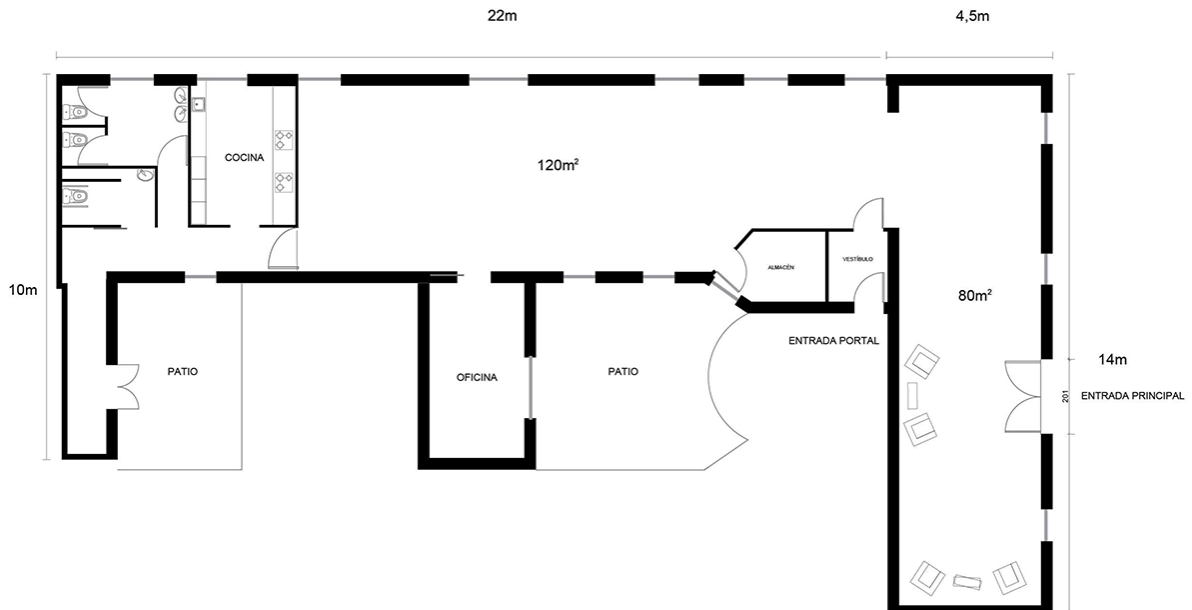 22m
4,5m
COCINA
120m²
ALMACÉN
VESTÍBULO
10m
80m²
ENTRADA PORTAL
PATIO
OFICINA
PATIO
14m
201
ENTRADA PRINCIPAL